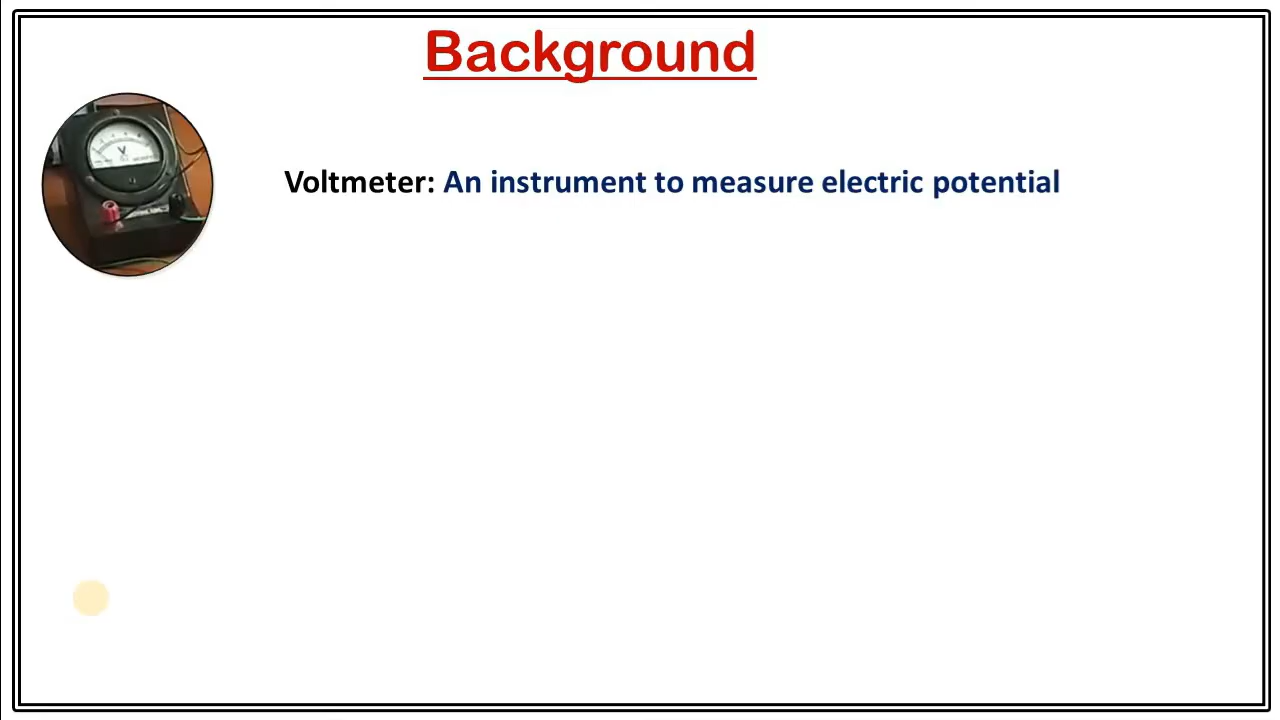 Background
V
Voltmeter: An instrument to measure electric potential